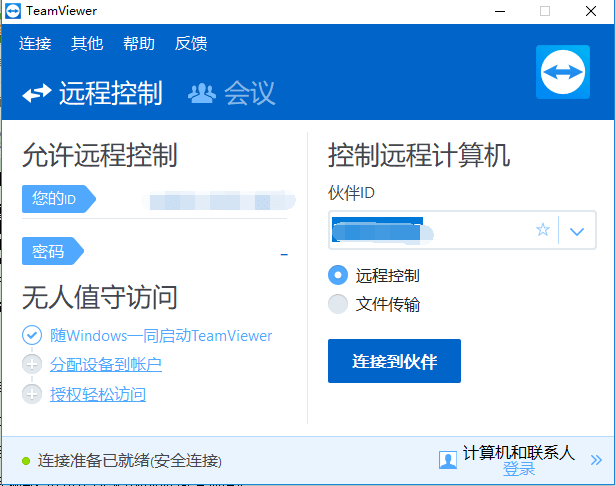 TeamViewer
连接 其他 帮助 反馈
远程控制 会议
允许远程控制
您的ID
密码
-
无人值守访问
随Windows一同启动TeamViewer
分配设备到帐户
授权轻松访问
控制远程计算机
伙伴ID
远程控制
文件传输
连接到伙伴
连接准备已就绪(安全连接)
计算机和联系人
登录